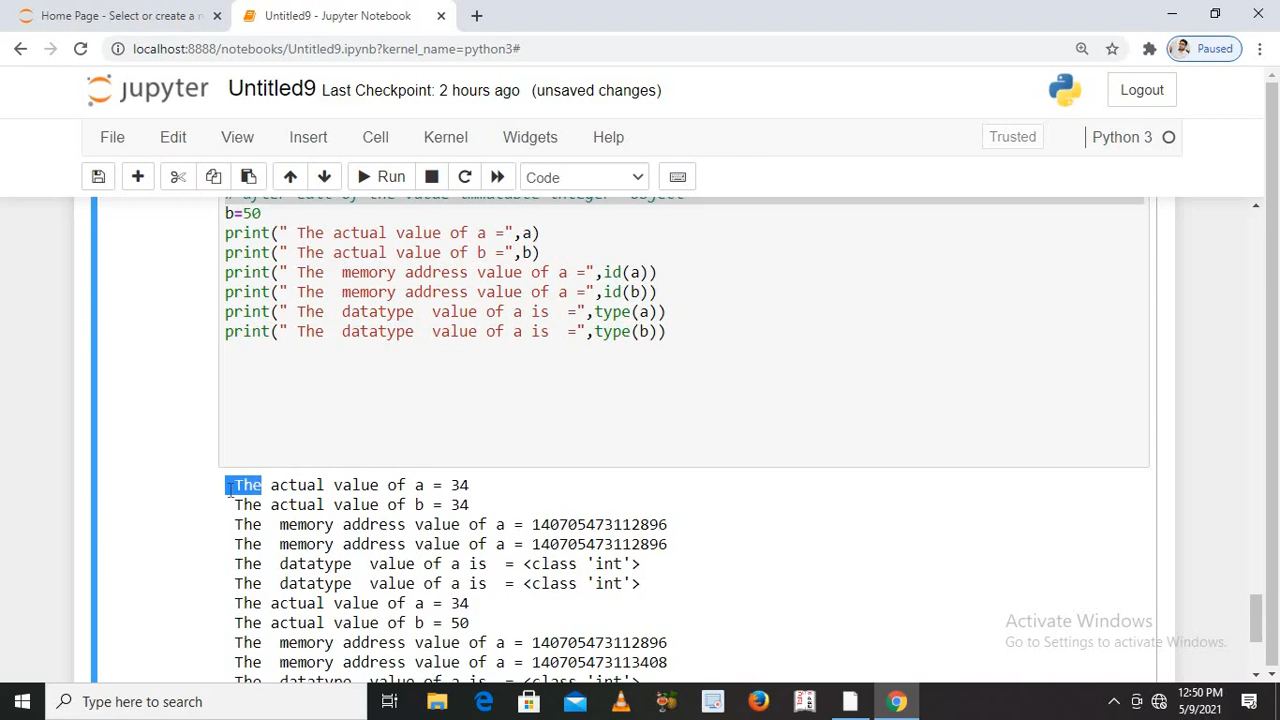 Home Page - Select or create a n
Untitled9 - Jupyter Notebook
localhost:8888/notebooks/Untitled9.ipynb?kernel_name=python3#
Paused
jupyter Untitled9 Last Checkpoint: 2 hours ago (unsaved changes)
Logout
File Edit View Insert Cell Kernel Widgets Help
Trusted
Python 3
Run
Code
b=50
print(" The actual value of a =",a)
print(" The actual value of b =",b)
print(" The  memory address value of a =",id(a))
print(" The  memory address value of a =",id(b))
print(" The  datatype  value of a is  =",type(a))
print(" The  datatype  value of a is  =",type(b))
The actual value of a = 34
The actual value of b = 34
The  memory address value of a = 140705473112896
The  memory address value of a = 140705473112896
The  datatype  value of a is  = <class 'int'>
The  datatype  value of a is  = <class 'int'>
The actual value of a = 34
The actual value of b = 50
The  memory address value of a = 140705473112896
The  memory address value of a = 140705473113408
Activate Windows
Go to Settings to activate Windows.
Type here to search
12:50 PM
5/9/2021